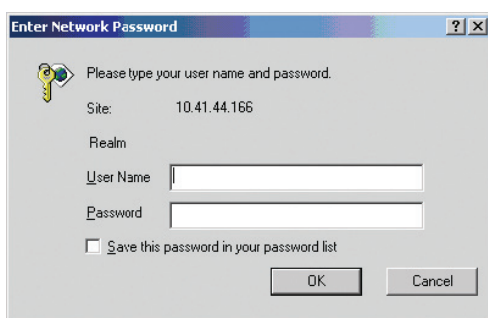 Enter Network Password
Please type your user name and password.
Site: 10.41.44.166
Realm
User Name
Password
Save this password in your password list
OK Cancel